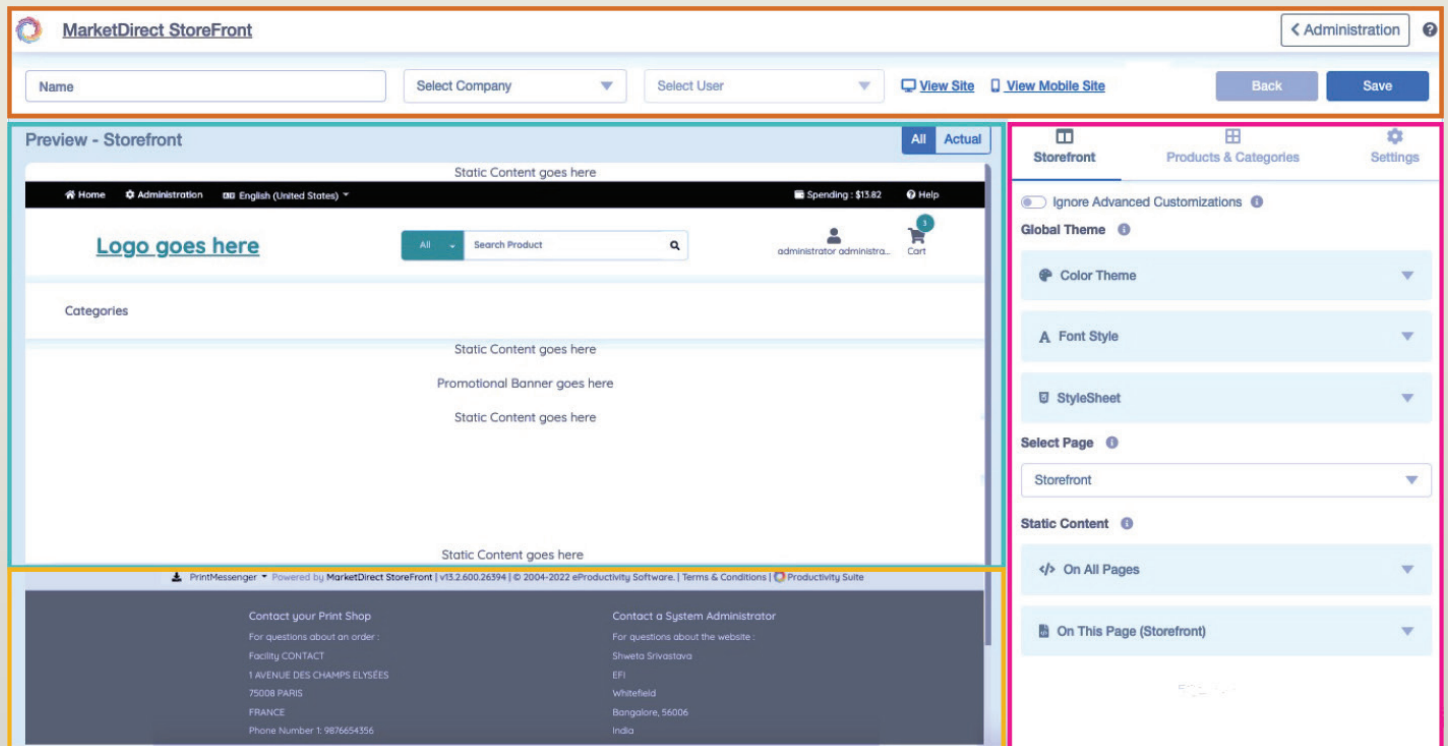 MarketDirect StoreFront
Administration
Name
Select Company
Select User
View Site
View Mobile Site
Back
Save
Preview - Storefront
All
Actual
Static Content goes here
Home
Administration
English (United States)
Spending : $13.82
Help
Logo goes here
All
Search Product
administrator administra...
3
Cart
Categories
Static Content goes here
Promotional Banner goes here
Static Content goes here
Static Content goes here
PrintMessenger Powered by MarketDirect StoreFront | v13.2.600.26394 | © 2004-2022 eProductivity Software. | Terms & Conditions | Productivity Suite
Contact your Print Shop
For questions about an order :
Facility CONTACT
1 AVENUE DES CHAMPS ELYSÉES
75008 PARIS
FRANCE
Phone Number 1: 9876654356
Contact a System Administrator
For questions about the website :
Shweta Srivastava
EFI
Whitefield
Bangalore, 56006
India
Storefront
Products & Categories
Settings
Ignore Advanced Customizations
Global Theme
Color Theme
Font Style
StyleSheet
Select Page
Storefront
Static Content
On All Pages
On This Page (Storefront)